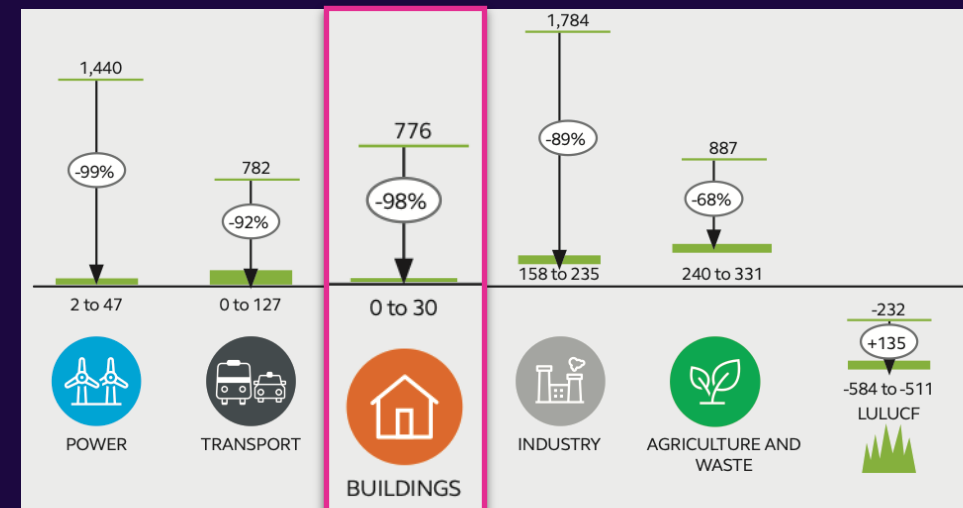 1,440
-99%
2 to 47
POWER
782
-92%
0 to 127
TRANSPORT
776
-98%
0 to 30
BUILDINGS
1,784
-89%
158 to 235
INDUSTRY
887
-68%
240 to 331
AGRICULTURE AND
WASTE
-232
+135
-584 to -511
LULUCF